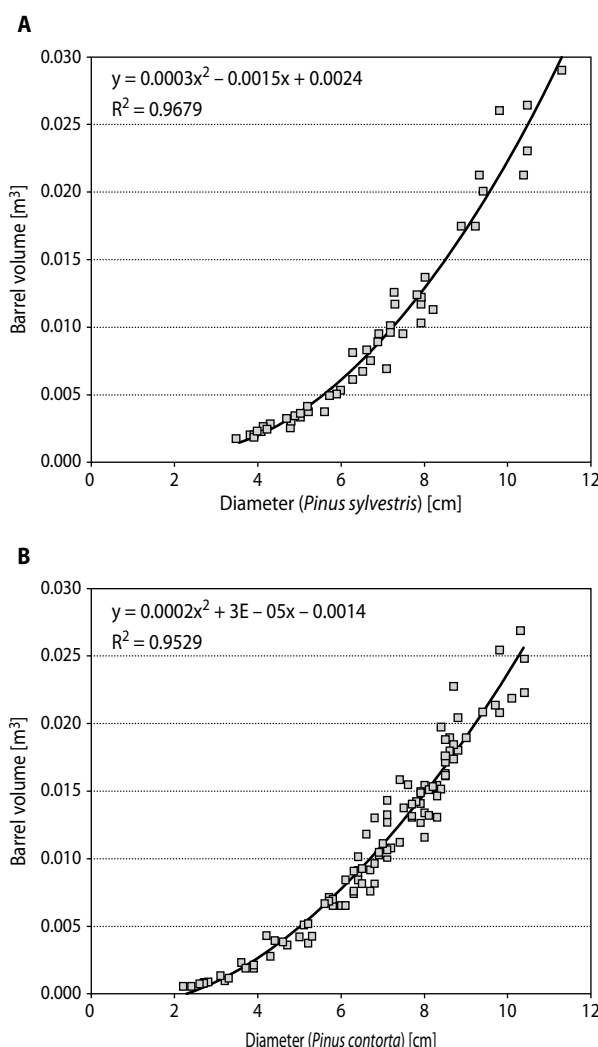 A
0.030
y = 0.0003x² – 0.0015x + 0.0024
R² = 0.9679
0.025
0.020
Barrel volume [m³]
0.015
0.010
0.005
0.000
0 2 4 6 8 10 12
Diameter (Pinus sylvestris) [cm]
B
0.030
y = 0.0002x² + 3E – 05x – 0.0014
R² = 0.9529
0.025
0.020
Barrel volume [m³]
0.015
0.010
0.005
0.000
0 2 4 6 8 10 12
Diameter (Pinus contorta) [cm]